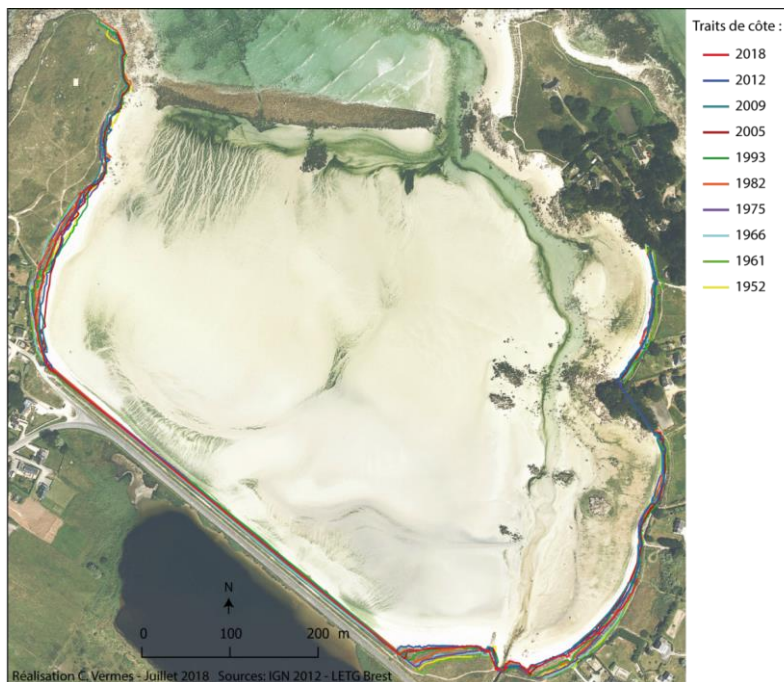 Traits de côte :
2018
2012
2009
2005
1993
1982
1975
1966
1961
1952
N
0 100 200 m
Réalisation C. Vermes - Juillet 2018 Sources: IGN 2012 - LETG Brest